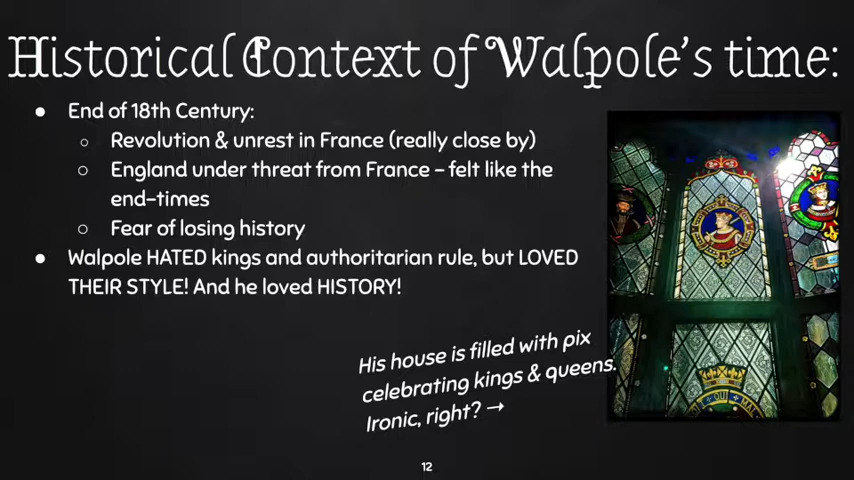 Historical Context of Walpole's time:
● End of 18th Century:
○ Revolution & unrest in France (really close by)
○ England under threat from France – felt like the
end-times
○ Fear of losing history
● Walpole HATED kings and authoritarian rule, but LOVED
THEIR STYLE! And he loved HISTORY!
His house is filled with pix
celebrating kings & queens.
Ironic, right? →
12